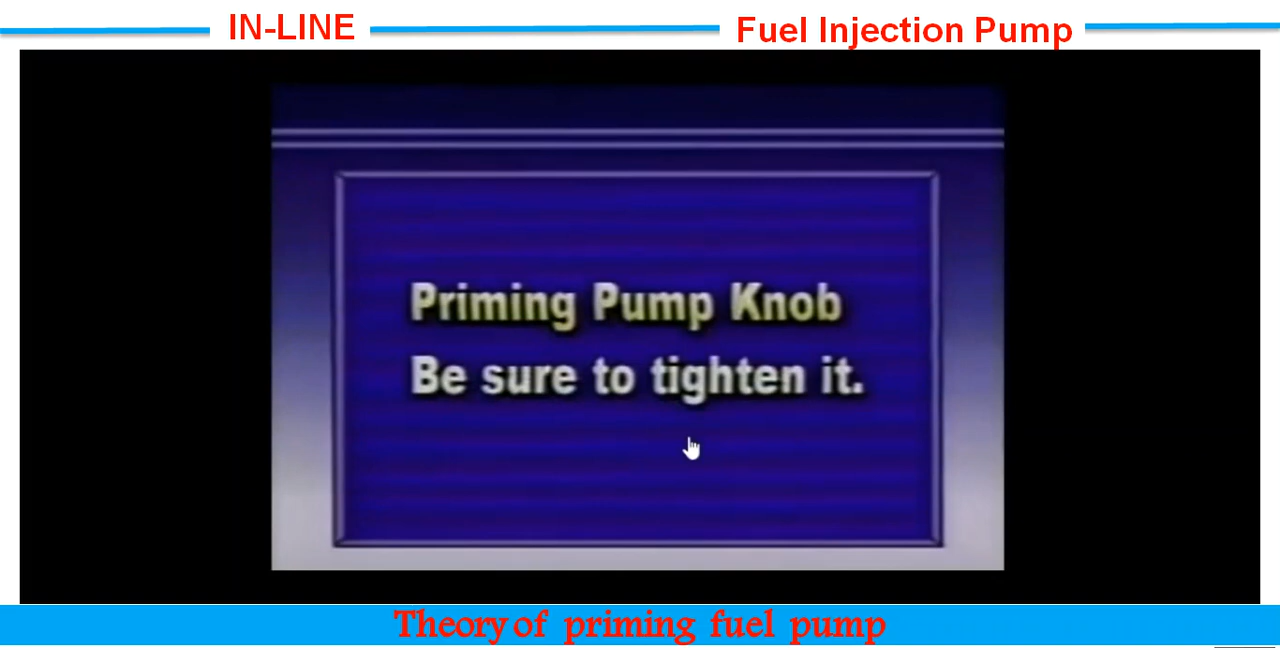 IN-LINE Fuel Injection Pump
Priming Pump Knob
Be sure to tighten it.
Theory of priming fuel pump